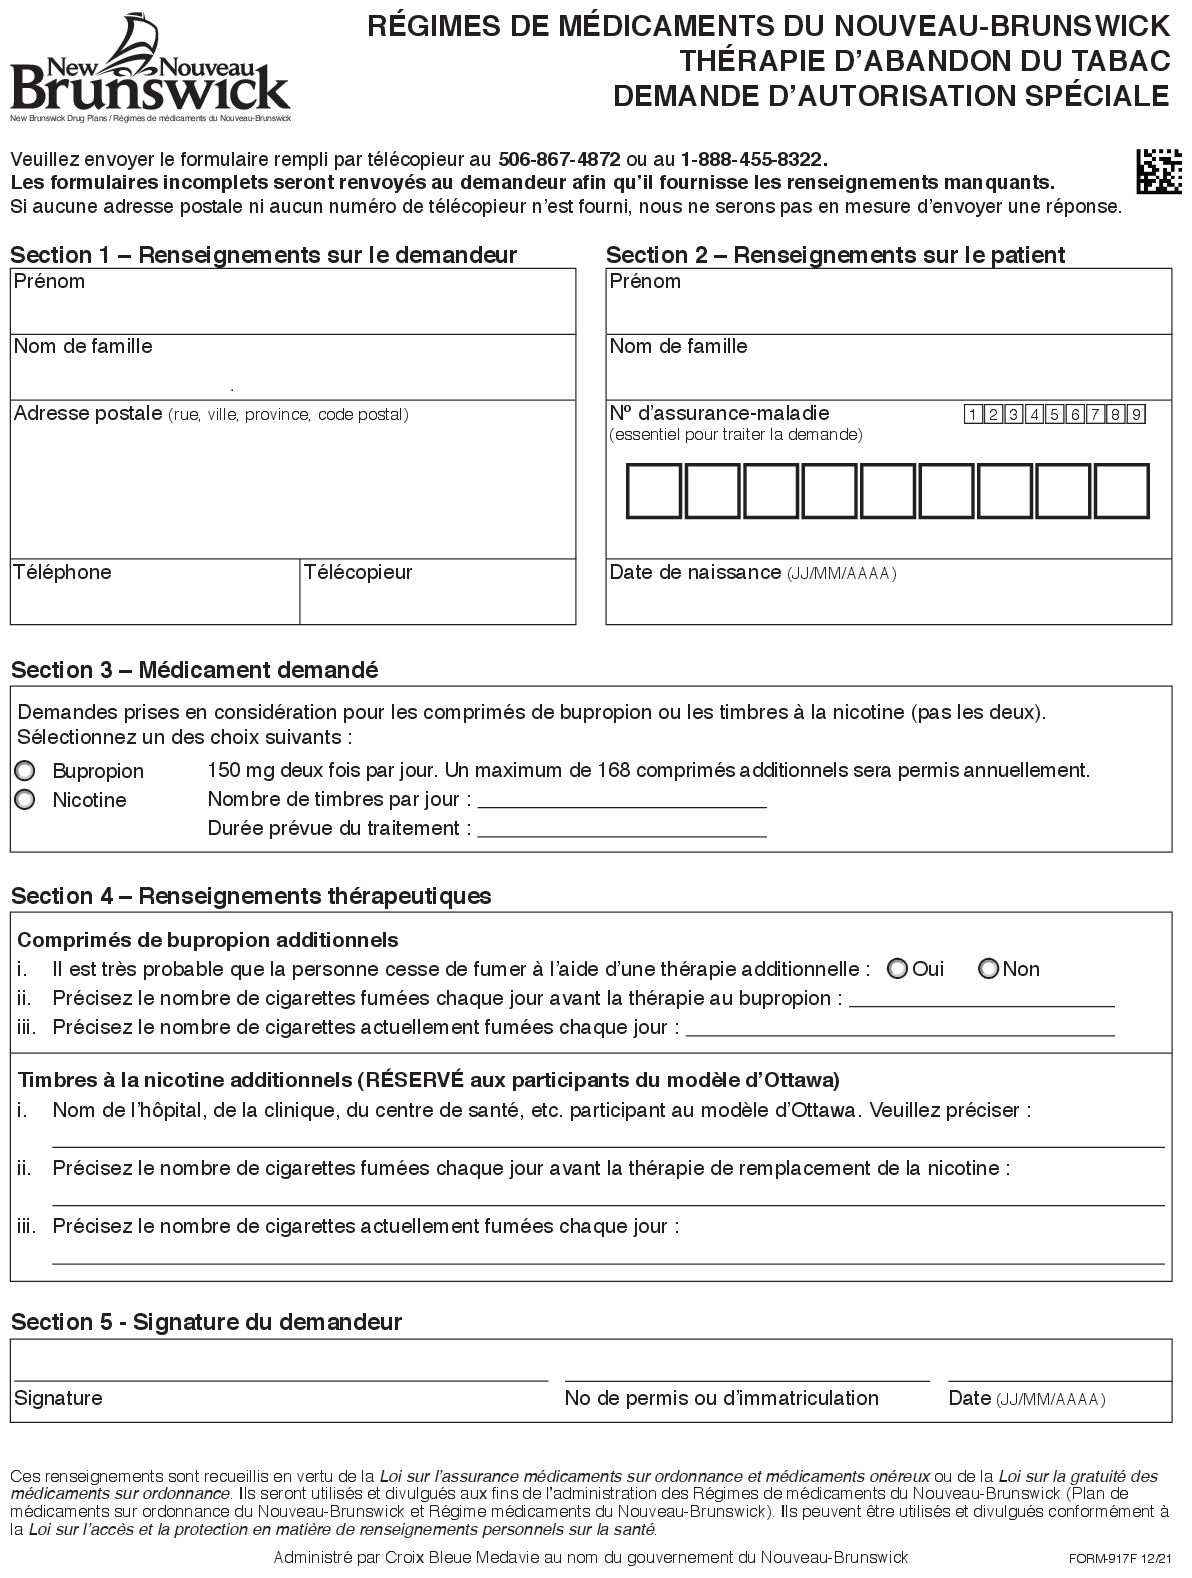 New Nouveau
Brunswick
New Brunswick Drug Plans / Régimes de médicaments du Nouveau-Brunswick
RÉGIMES DE MÉDICAMENTS DU NOUVEAU-BRUNSWICK
THÉRAPIE D'ABANDON DU TABAC
DEMANDE D'AUTORISATION SPÉCIALE
Veuillez envoyer le formulaire rempli par télécopieur au 506-867-4872 ou au 1-888-455-8322.
Les formulaires incomplets seront renvoyés au demandeur afin qu'il fournisse les renseignements manquants.
Si aucune adresse postale ni aucun numéro de télécopieur n'est fourni, nous ne serons pas en mesure d'envoyer une réponse.
Section 1 – Renseignements sur le demandeur
Prénom
Nom de famille
.
Adresse postale (rue, ville, province, code postal)
Téléphone
Télécopieur
Section 2 – Renseignements sur le patient
Prénom
Nom de famille
Nº d'assurance-maladie 1 2 3 4 5 6 7 8 9
(essentiel pour traiter la demande)
Date de naissance (JJ/MM/AAAA)
Section 3 – Médicament demandé
Demandes prises en considération pour les comprimés de bupropion ou les timbres à la nicotine (pas les deux).
Sélectionnez un des choix suivants :
Bupropion 150 mg deux fois par jour. Un maximum de 168 comprimés additionnels sera permis annuellement.
Nicotine Nombre de timbres par jour :
Durée prévue du traitement :
Section 4 – Renseignements thérapeutiques
Comprimés de bupropion additionnels
i. Il est très probable que la personne cesse de fumer à l'aide d'une thérapie additionnelle : Oui Non
ii. Précisez le nombre de cigarettes fumées chaque jour avant la thérapie au bupropion :
iii. Précisez le nombre de cigarettes actuellement fumées chaque jour :
Timbres à la nicotine additionnels (RÉSERVÉ aux participants du modèle d'Ottawa)
i. Nom de l'hôpital, de la clinique, du centre de santé, etc. participant au modèle d'Ottawa. Veuillez préciser :
ii. Précisez le nombre de cigarettes fumées chaque jour avant la thérapie de remplacement de la nicotine :
iii. Précisez le nombre de cigarettes actuellement fumées chaque jour :
Section 5 - Signature du demandeur
Signature
No de permis ou d'immatriculation
Date (JJ/MM/AAAA)
Ces renseignements sont recueillis en vertu de la Loi sur l'assurance médicaments sur ordonnance et médicaments onéreux ou de la Loi sur la gratuité des
médicaments sur ordonnance. Ils seront utilisés et divulgués aux fins de l'administration des Régimes de médicaments du Nouveau-Brunswick (Plan de
médicaments sur ordonnance du Nouveau-Brunswick et Régime médicaments du Nouveau-Brunswick). Ils peuvent être utilisés et divulgués conformément à
la Loi sur l'accès et la protection en matière de renseignements personnels sur la santé.
Administré par Croix Bleue Medavie au nom du gouvernement du Nouveau-Brunswick
FORM-917F 12/21